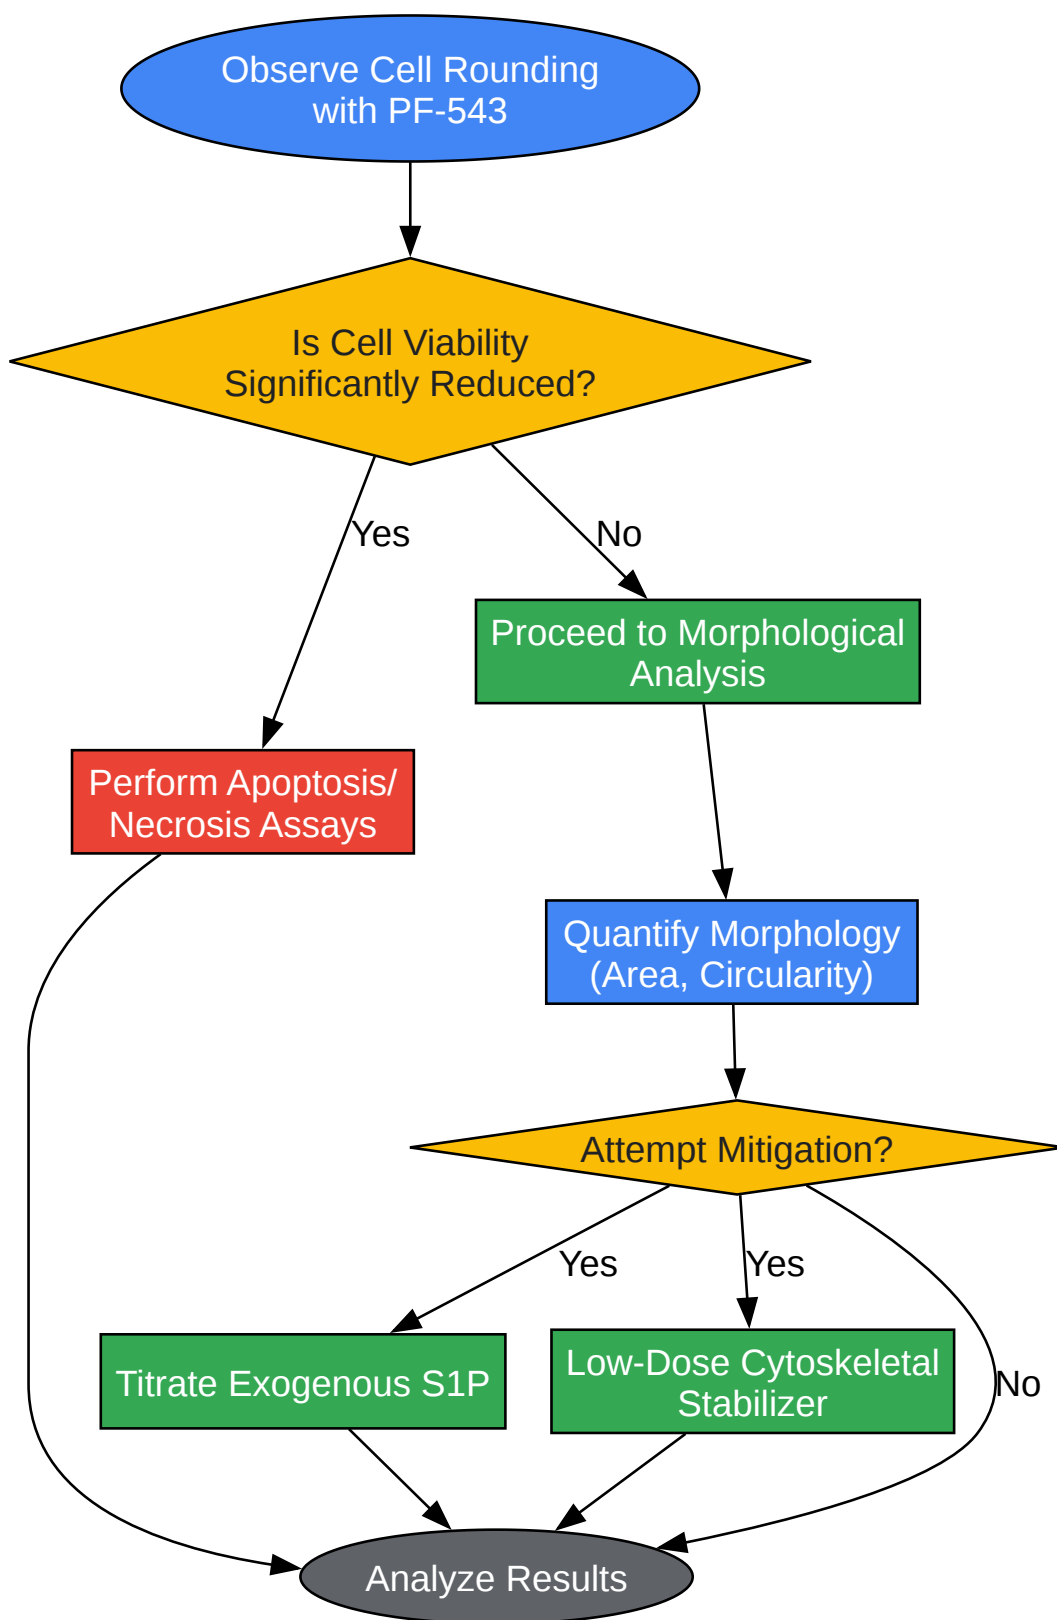 Observe Cell Rounding
with PF-543
Is Cell Viability
Significantly Reduced?
Yes
No
Proceed to Morphological
Analysis
Perform Apoptosis/
Necrosis Assays
Quantify Morphology
(Area, Circularity)
Attempt Mitigation?
Yes
Yes
No
Titrate Exogenous S1P
Low-Dose Cytoskeletal
Stabilizer
Analyze Results